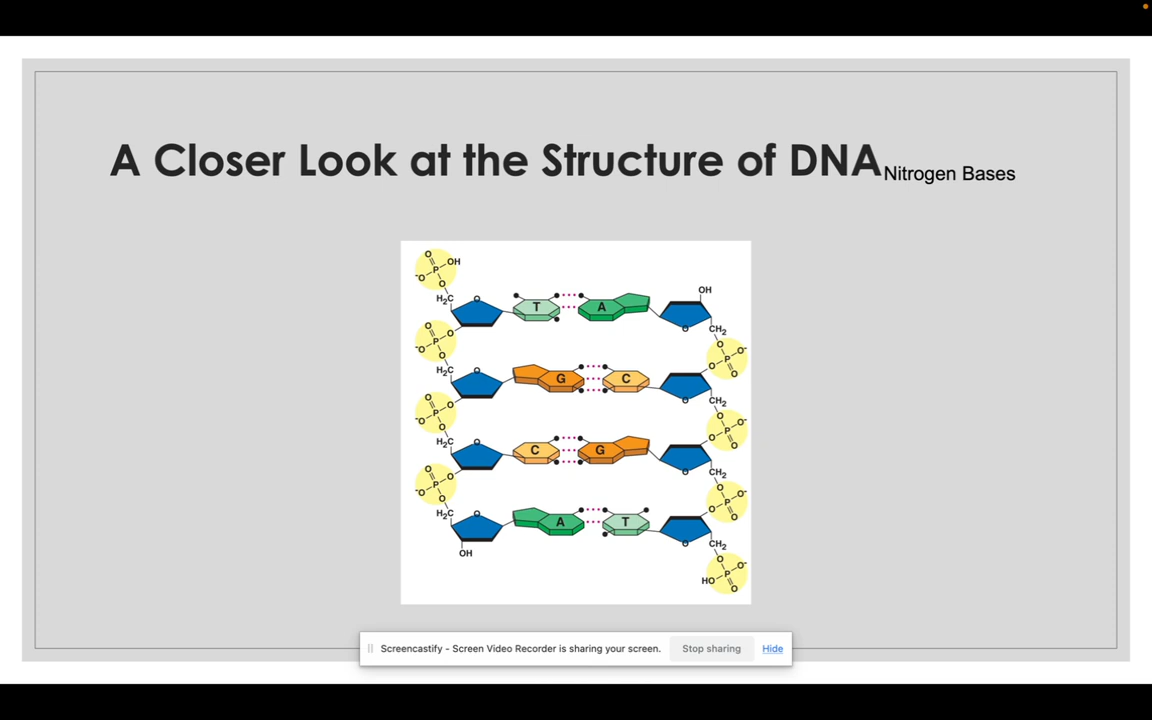 A Closer Look at the Structure of DNA Nitrogen Bases
O
P OH
-O O
H₂C O T A OH
O CH₂
O O O-
P O P
-O O O
H₂C O G C
O CH₂
O O O-
P O P
-O O O
H₂C O C G
O CH₂
O O O-
P O P
-O O O
H₂C O A T
O CH₂
OH O O-
HO P
O
Screencastify - Screen Video Recorder is sharing your screen. Stop sharing Hide